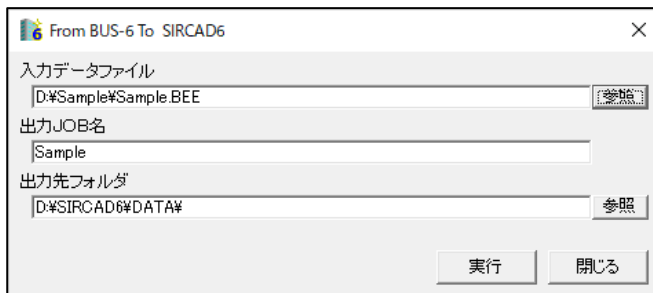 From BUS-6 To SIRCAD6
入力データファイル
D:¥Sample¥Sample.BEE
参照
出力JOB名
Sample
出力先フォルダ
D:¥SIRCAD6¥DATA¥
参照
実行
閉じる